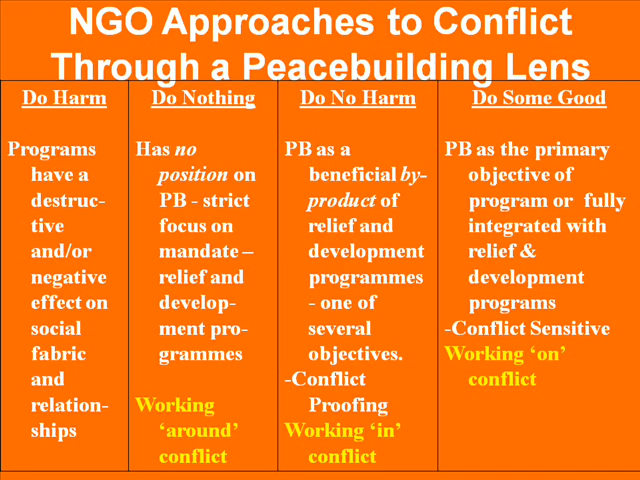 NGO Approaches to Conflict
Through a Peacebuilding Lens
Do Harm
Programs
have a
destruc-
tive
and/or
negative
effect on
social
fabric
and
relation-
ships
Do Nothing
Has no
position on
PB - strict
focus on
mandate –
relief and
develop-
ment pro-
grammes
Working
‘around’
conflict
Do No Harm
PB as a
beneficial by-
product of
relief and
development
programmes
- one of
several
objectives.
-Conflict
Proofing
Working ‘in’
conflict
Do Some Good
PB as the primary
objective of
program or fully
integrated with
relief &
development
programs
-Conflict Sensitive
Working ‘on’
conflict